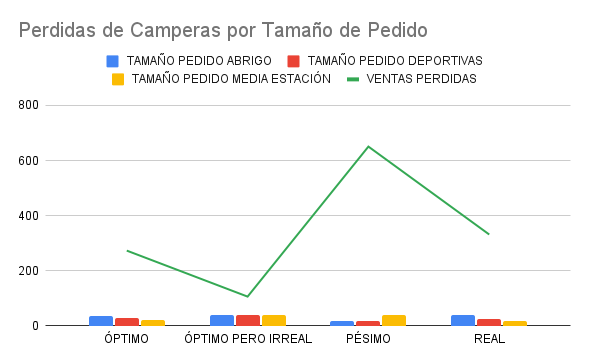 Perdidas de Camperas por Tamaño de Pedido
TAMAÑO PEDIDO ABRIGO TAMAÑO PEDIDO DEPORTIVAS
TAMAÑO PEDIDO MEDIA ESTACIÓN VENTAS PERDIDAS
800
600
400
200
0
ÓPTIMO ÓPTIMO PERO IRREAL PÉSIMO REAL